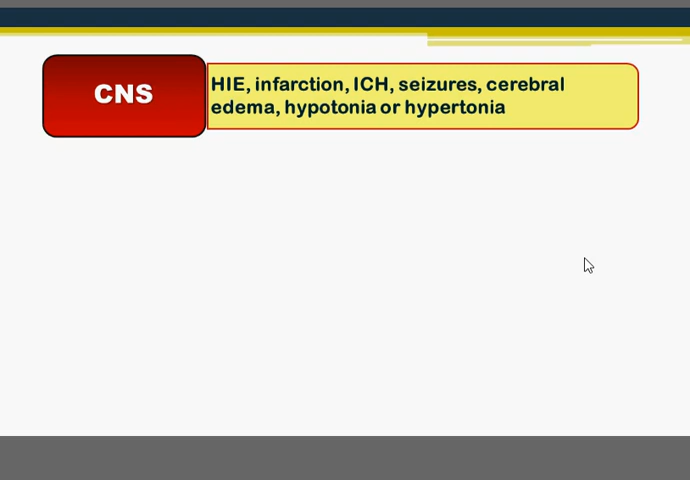 CNS
HIE, infarction, ICH, seizures, cerebral
edema, hypotonia or hypertonia